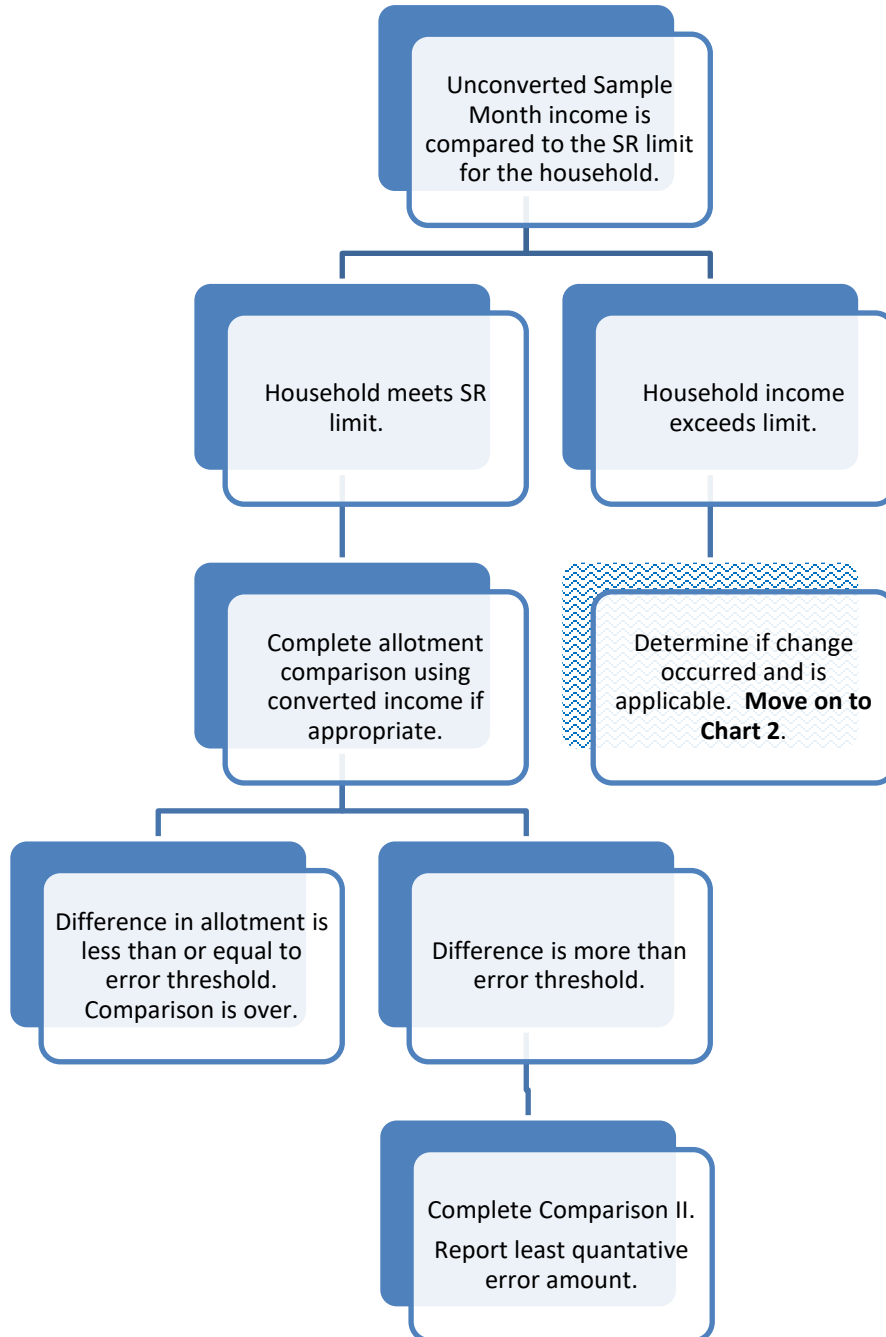 Unconverted Sample
Month income is
compared to the SR limit
for the household.
Household meets SR
limit.
Household income
exceeds limit.
Complete allotment
comparison using
converted income if
appropriate.
Determine if change
occurred and is
applicable. Move on to
Chart 2.
Difference in allotment is
less than or equal to
error threshold.
Comparison is over.
Difference is more than
error threshold.
Complete Comparison II.
Report least quantative
error amount.